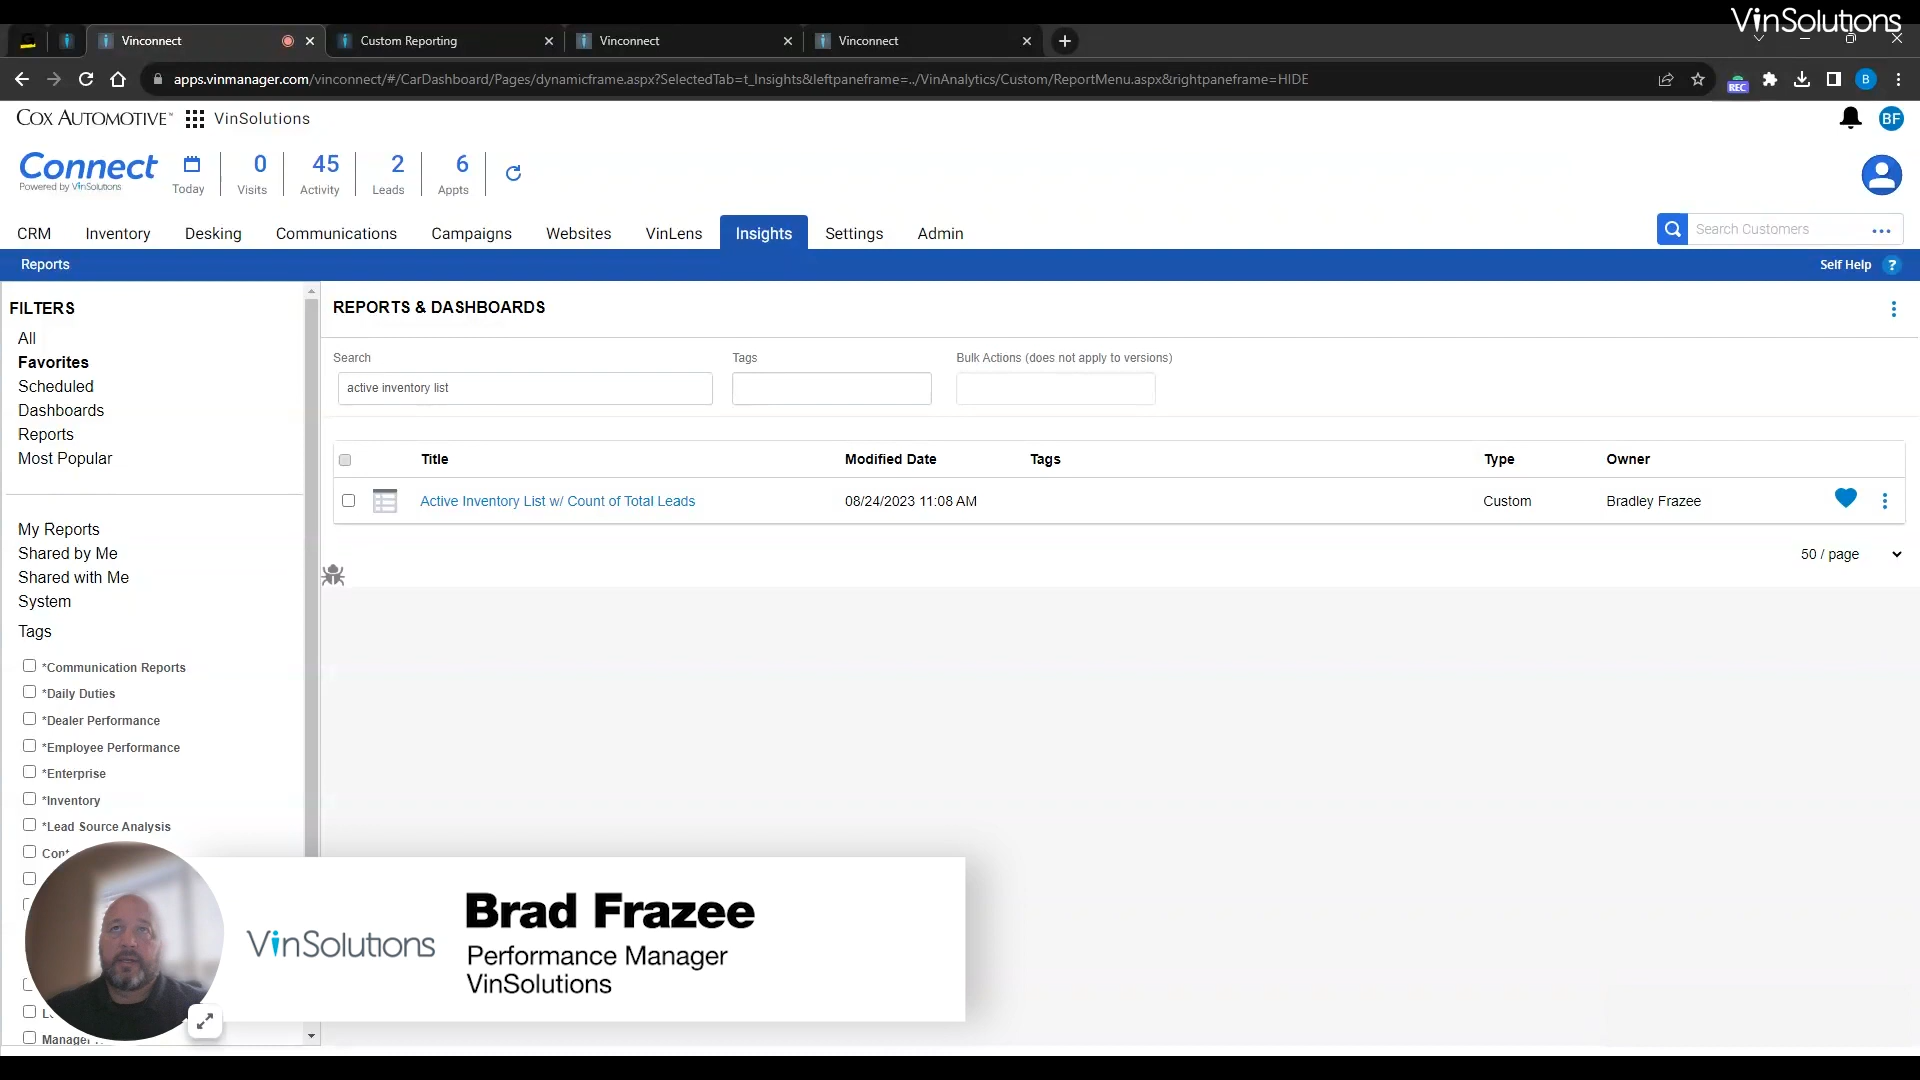 VinSolutions
Vinconnect
Custom Reporting
Vinconnect
Vinconnect
apps.vinmanager.com/vinconnect/#/CarDashboard/Pages/dynamicframe.aspx?SelectedTab=t_Insights&leftpaneframe=../VinAnalytics/Custom/ReportMenu.aspx&rightpaneframe=HIDE
REC
B
COX AUTOMOTIVE™ VinSolutions
BF
Connect
Powered by VinSolutions
Today
0
Visits
45
Activity
2
Leads
6
Appts
CRM Inventory Desking Communications Campaigns Websites VinLens Insights Settings Admin
Search Customers
Reports
Self Help ?
FILTERS
All
Favorites
Scheduled
Dashboards
Reports
Most Popular
My Reports
Shared by Me
Shared with Me
System
Tags
*Communication Reports
*Daily Duties
*Dealer Performance
*Employee Performance
*Enterprise
*Inventory
*Lead Source Analysis
REPORTS & DASHBOARDS
Search
Tags
Bulk Actions (does not apply to versions)
active inventory list
Title Modified Date Tags Type Owner
Active Inventory List w/ Count of Total Leads 08/24/2023 11:08 AM Custom Bradley Frazee
50 / page
VinSolutions
Brad Frazee
Performance Manager
VinSolutions
Manager